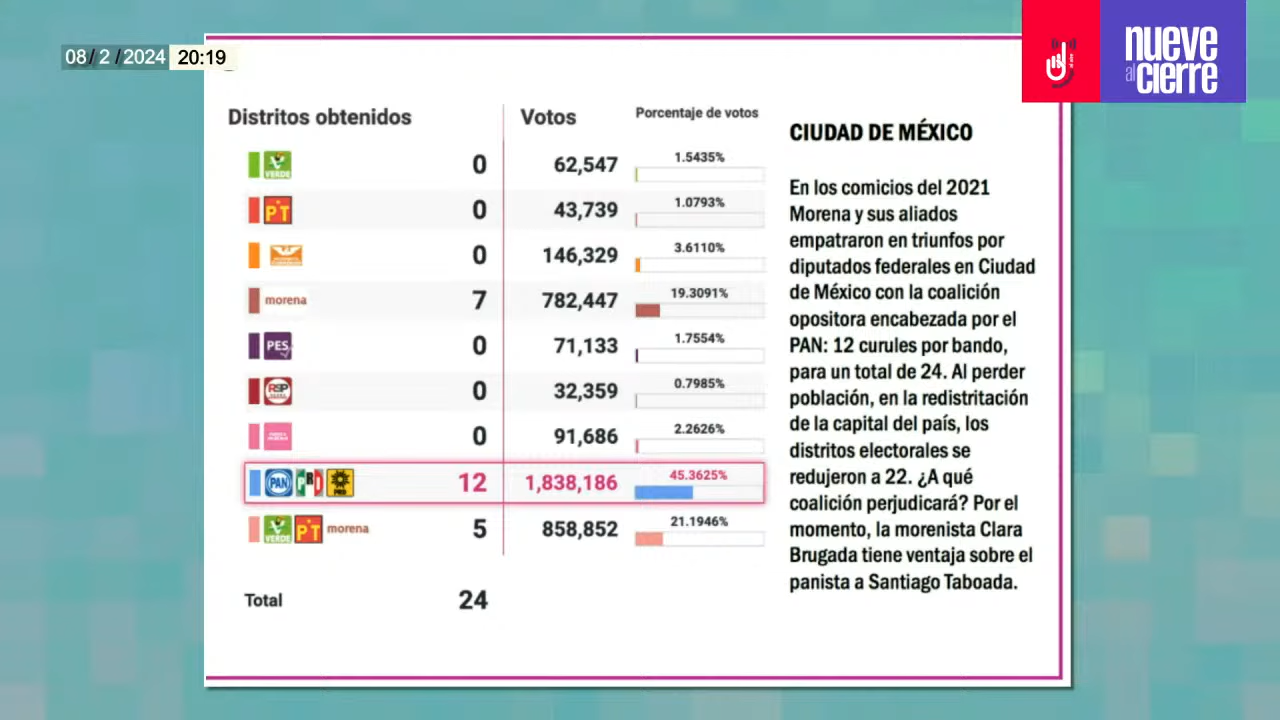 08/ 2 /2024 20:19
nueve
al cierre
Distritos obtenidos Votos Porcentaje de votos
VERDE 0 62,547 1.5435%
PT 0 43,739 1.0793%
0 146,329 3.6110%
morena 7 782,447 19.3091%
PES 0 71,133 1.7554%
RSP 0 32,359 0.7985%
0 91,686 2.2626%
PAN PRI PRD 12 1,838,186 45.3625%
VERDE PT morena 5 858,852 21.1946%
Total 24
CIUDAD DE MÉXICO
En los comicios del 2021
Morena y sus aliados
empatraron en triunfos por
diputados federales en Ciudad
de México con la coalición
opositora encabezada por el
PAN: 12 curules por bando,
para un total de 24. Al perder
población, en la redistritación
de la capital del país, los
distritos electorales se
redujeron a 22. ¿A qué
coalición perjudicará? Por el
momento, la morenista Clara
Brugada tiene ventaja sobre el
panista a Santiago Taboada.